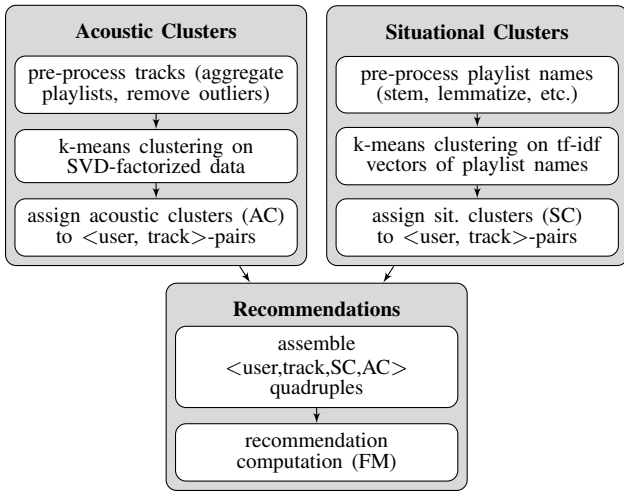 Acoustic Clusters
pre-process tracks (aggregate
playlists, remove outliers)
k-means clustering on
SVD-factorized data
assign acoustic clusters (AC)
to <user, track>-pairs
Situational Clusters
pre-process playlist names
(stem, lemmatize, etc.)
k-means clustering on tf-idf
vectors of playlist names
assign sit. clusters (SC)
to <user, track>-pairs
Recommendations
assemble
<user,track,SC,AC>
quadruples
recommendation
computation (FM)